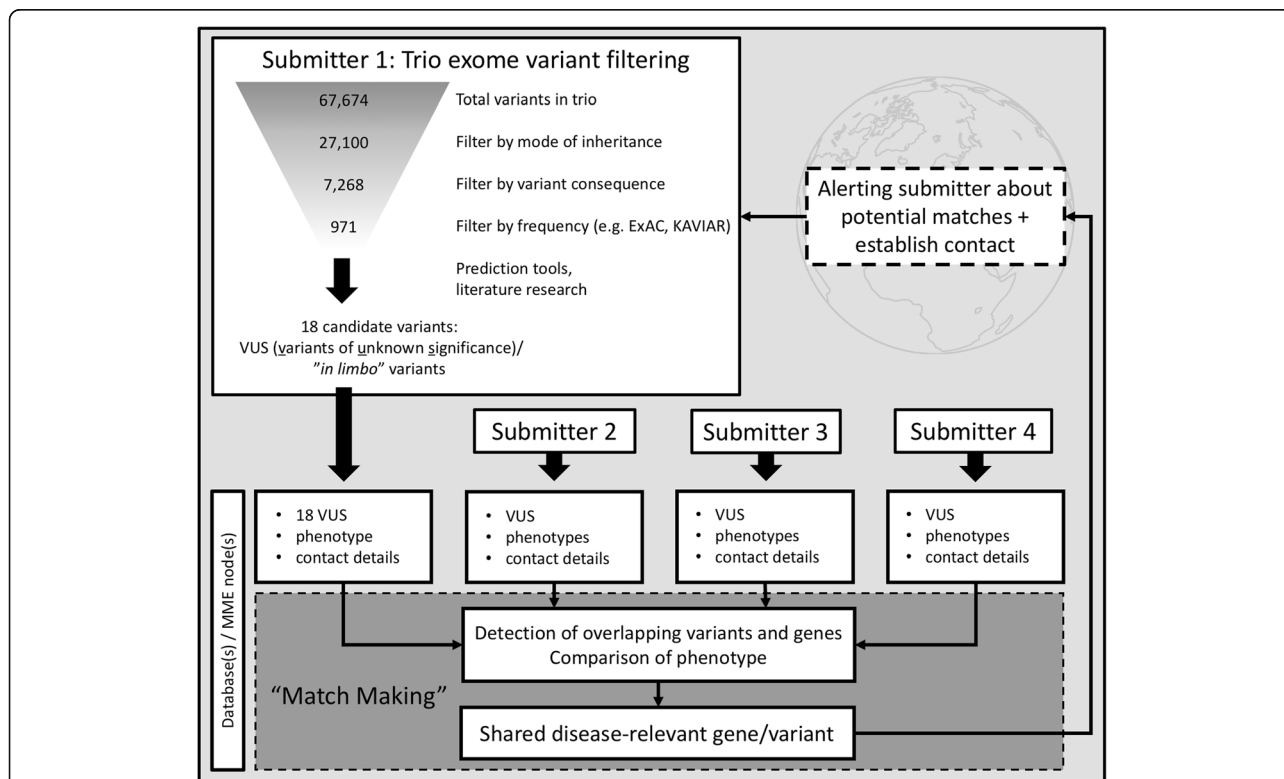 Submitter 1: Trio exome variant filtering
67,674 Total variants in trio
27,100 Filter by mode of inheritance
7,268 Filter by variant consequence
971 Filter by frequency (e.g. ExAC, KAVIAR)
Prediction tools,
literature research
18 candidate variants:
VUS (variants of unknown significance)/
”in limbo” variants
Alerting submitter about
potential matches +
establish contact
Submitter 2
Submitter 3
Submitter 4
Database(s) / MME node(s)
• 18 VUS
• phenotype
• contact details
• VUS
• phenotypes
• contact details
• VUS
• phenotypes
• contact details
• VUS
• phenotypes
• contact details
Detection of overlapping variants and genes
Comparison of phenotype
“Match Making”
Shared disease-relevant gene/variant